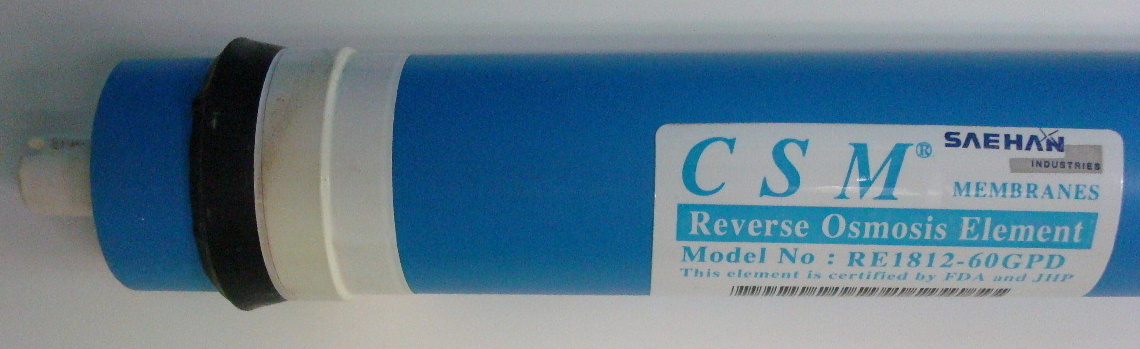 CSM® SAEHAN
INDUSTRIES
MEMBRANES
Reverse Osmosis Element
Model No : RE1812-60GPD
This element is certified by FDA and JHP